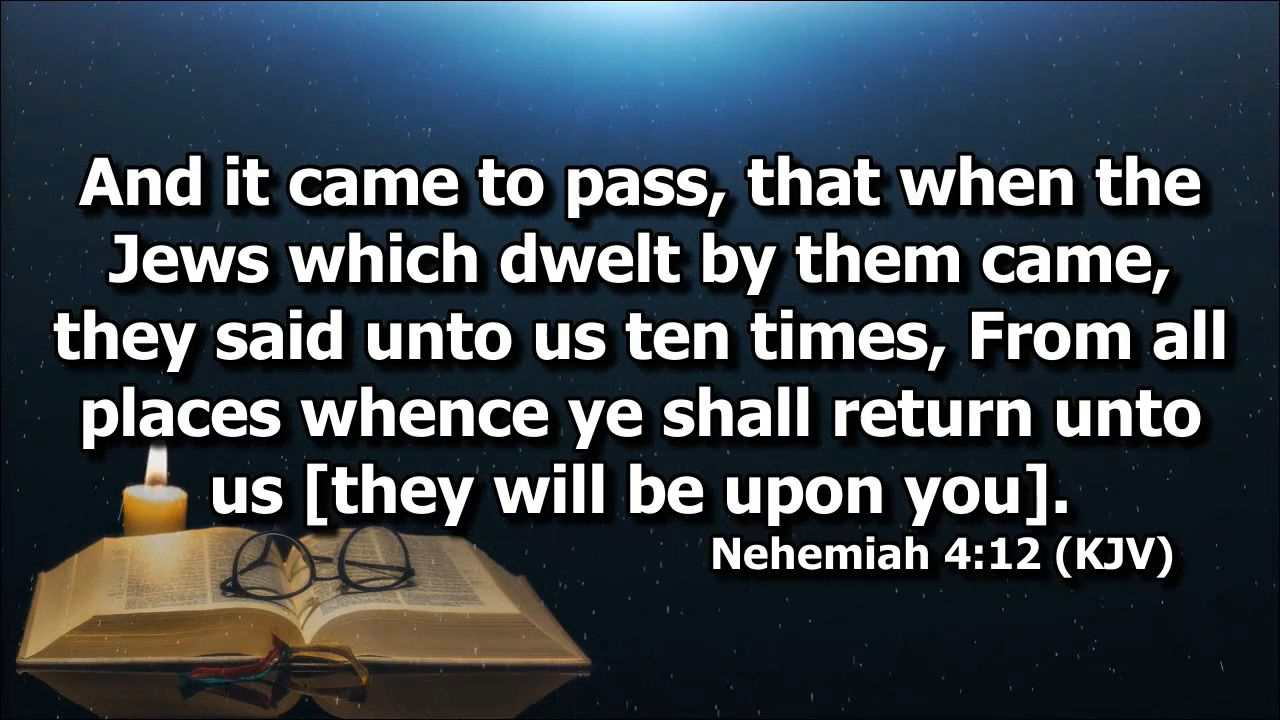 And it came to pass, that when the
Jews which dwelt by them came,
they said unto us ten times, From all
places whence ye shall return unto
us [they will be upon you].
Nehemiah 4:12 (KJV)